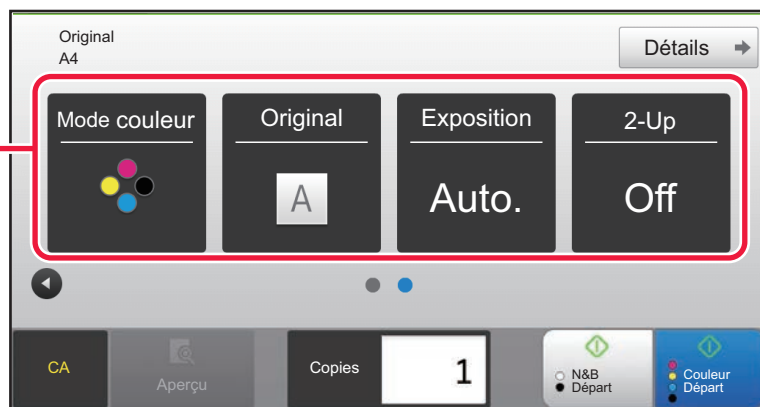 Original
A4
Détails
Mode couleur
Original
Exposition
2-Up
A
Auto.
Off
CA
Aperçu
Copies
1
N&B
Départ
Couleur
Départ